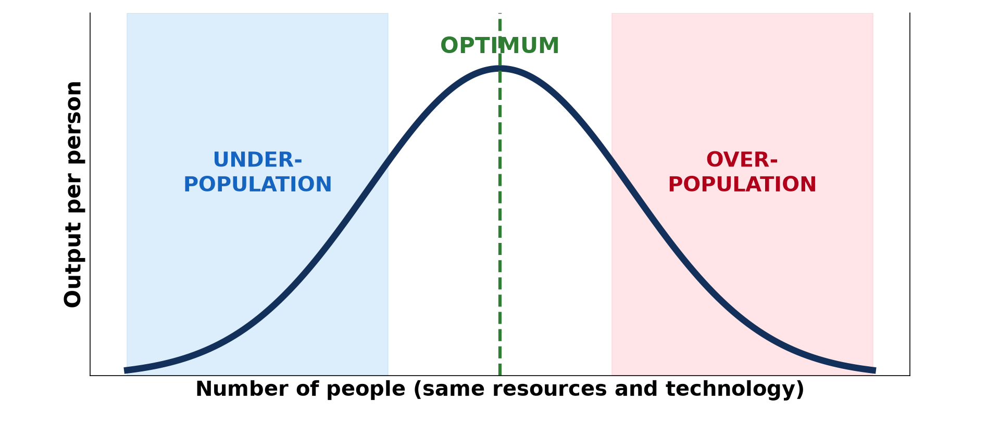 OPTIMUM
UNDER-
POPULATION
OVER-
POPULATION
Output per person
Number of people (same resources and technology)